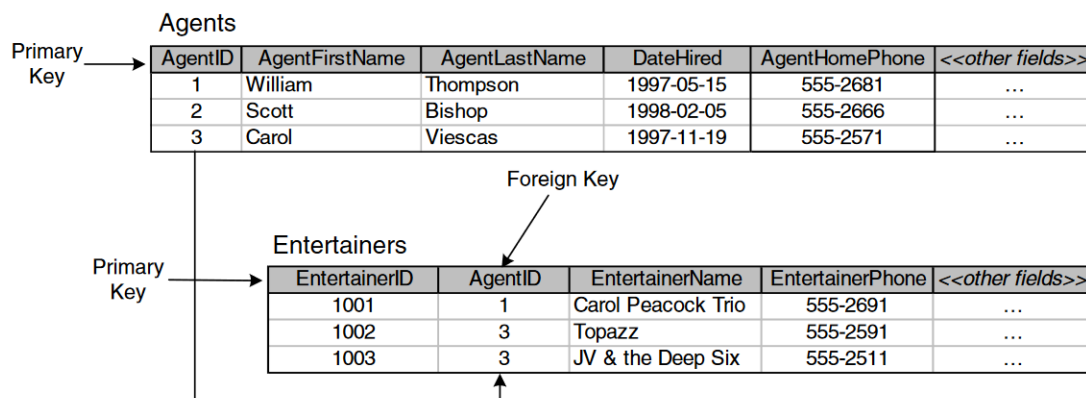 Agents
Primary Key
AgentID AgentFirstName AgentLastName DateHired AgentHomePhone <<other fields>>
1 William Thompson 1997-05-15 555-2681 ...
2 Scott Bishop 1998-02-05 555-2666 ...
3 Carol Viescas 1997-11-19 555-2571 ...
Foreign Key
Entertainers
Primary Key
EntertainerID AgentID EntertainerName EntertainerPhone <<other fields>>
1001 1 Carol Peacock Trio 555-2691 ...
1002 3 Topazz 555-2591 ...
1003 3 JV & the Deep Six 555-2511 ...